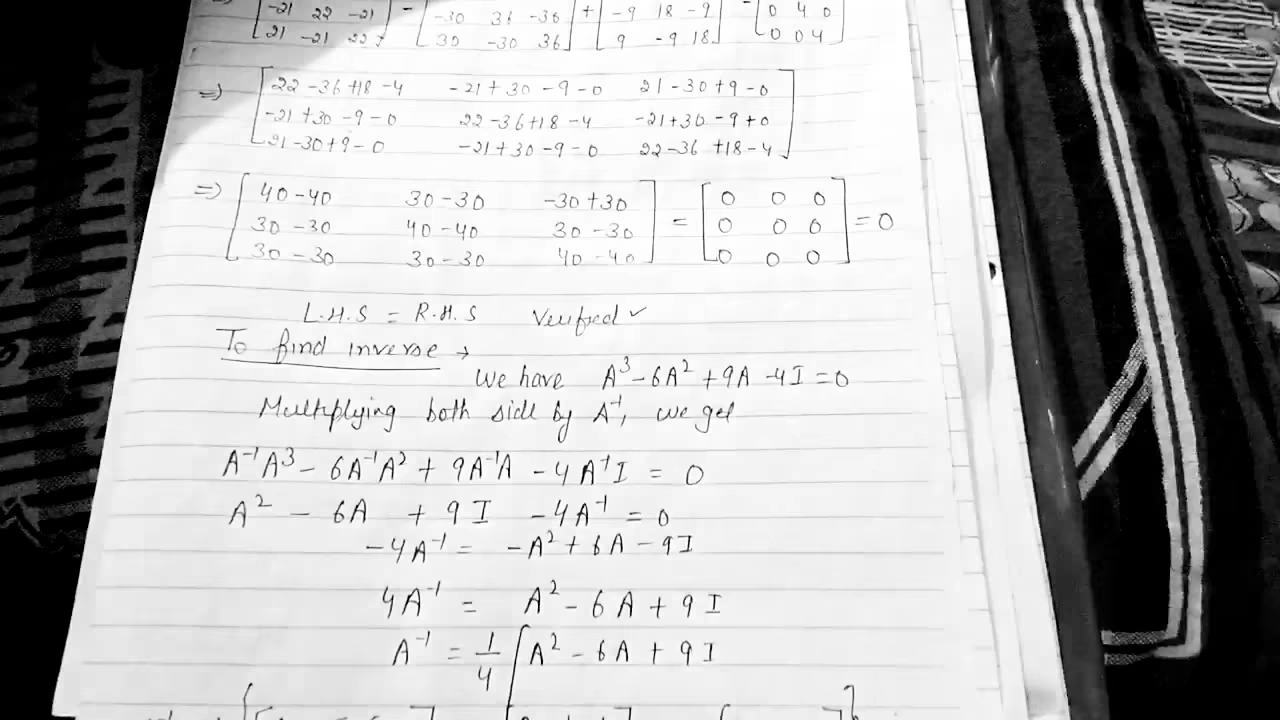 ⇒ [-21 22 -21] - [-30 36 -36] + [-9 18 -9] - [0 4 0]
[21 -21 22] [30 -30 36] [9 -9 18] [0 0 4]
⇒ [22-36+18-4 -21+30-9-0 21-30+9-0]
[-21+30-9-0 22-36+18-4 -21+30-9+0]
[21-30+9-0 -21+30-9-0 22-36+18-4]
⇒ [40-40 30-30 -30+30] = [0 0 0] = 0
[30-30 40-40 30-30] [0 0 0]
[30-30 30-30 40-40] [0 0 0]
L.H.S = R.H.S Verified ✓
To find inverse →
we have A³-6A²+9A-4I=0
Multiplying both side by A⁻¹, we get
A⁻¹A³ - 6A⁻¹A² + 9A⁻¹A - 4A⁻¹I = 0
A² - 6A + 9I - 4A⁻¹ = 0
-4A⁻¹ = -A² + 6A - 9I
4A⁻¹ = A² - 6A + 9I
A⁻¹ = 1/4 [A² - 6A + 9I